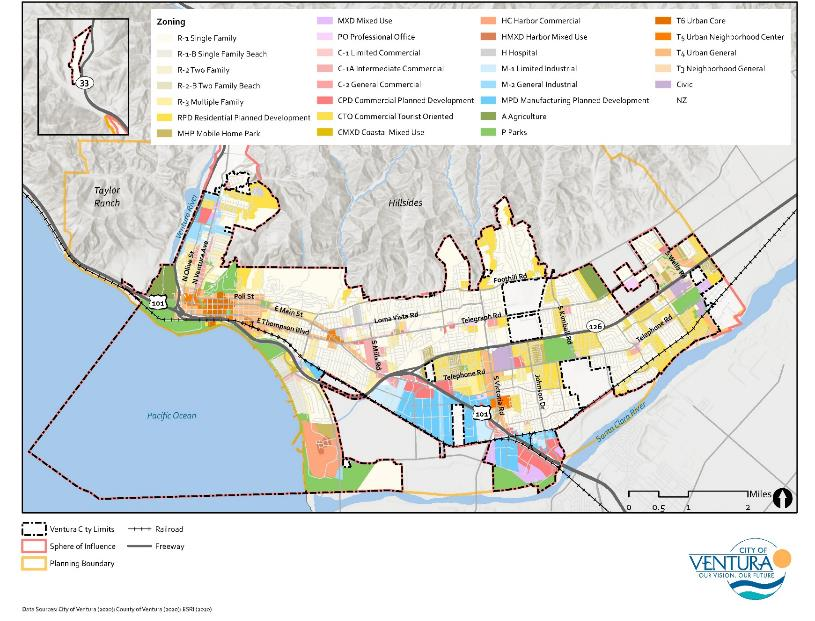 Zoning
R-1 Single Family
R-1-B Single Family Beach
R-2 Two Family
R-2-B Two Family Beach
R-3 Multiple Family
RPD Residential Planned Development
MHP Mobile Home Park
MXD Mixed Use
PO Professional Office
C-1 Limited Commercial
C-1A Intermediate Commercial
C-2 General Commercial
CPD Commercial Planned Development
CTO Commercial Tourist Oriented
CMXD Coastal Mixed Use
HC Harbor Commercial
HMXD Harbor Mixed Use
H Hospital
M-1 Limited Industrial
M-2 General Industrial
MPD Manufacturing Planned Development
A Agriculture
P Parks
T6 Urban Core
T5 Urban Neighborhood Center
T4 Urban General
T3 Neighborhood General
Civic
NZ
33
Taylor
Ranch
Hillsides
Ventura River
N Olive St
N Ventura Ave
101
Poli St
E Main St
E Thompson Blvd
Loma Vista Rd
S Mills Rd
Telegraph Rd
Foothill Rd
S Kimball Rd
126
S Wells Rd
Telephone Rd
Telephone Rd
S Victoria Rd
Johnson Dr
101
Pacific Ocean
Santa Clara River
Miles
0 0.5 1 2
Ventura City Limits
Sphere of Influence
Planning Boundary
Railroad
Freeway
CITY OF
VENTURA
OUR VISION. OUR FUTURE
Data Sources: City of Ventura (2020); County of Ventura (2020); ESRI (2020)